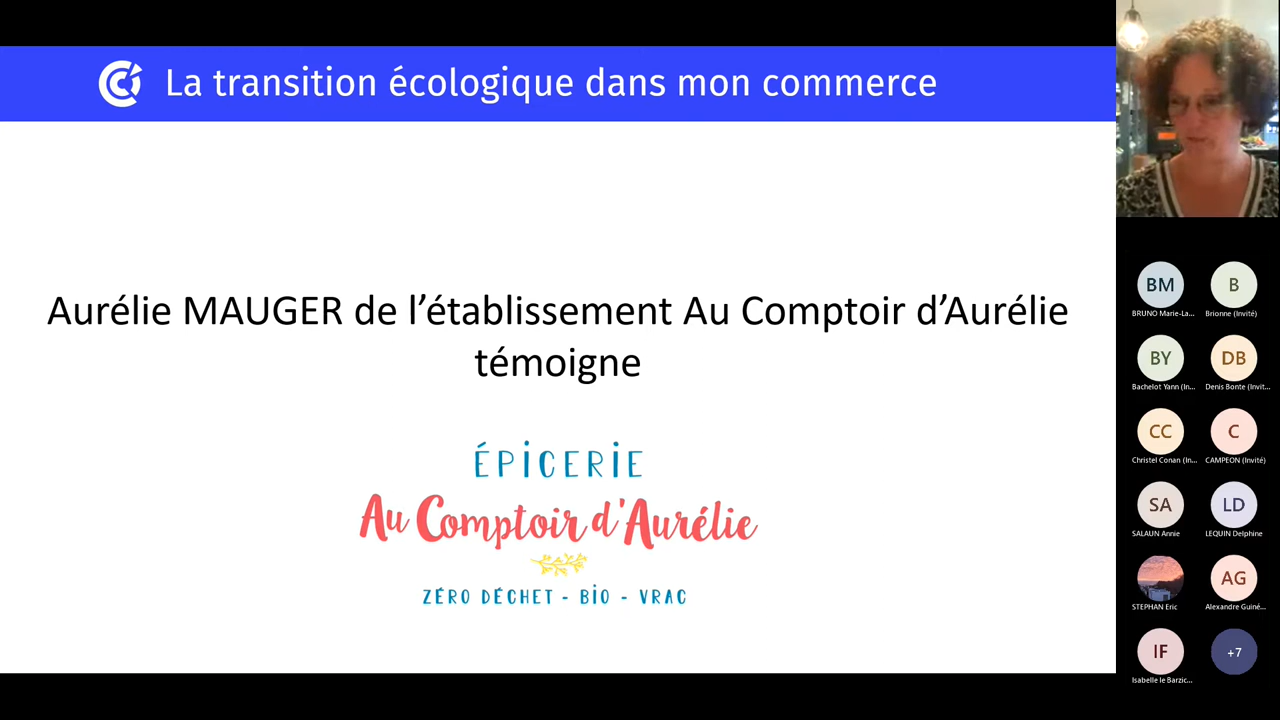 La transition écologique dans mon commerce
Aurélie MAUGER de l’établissement Au Comptoir d’Aurélie
témoigne
ÉPICERIE
Au Comptoir d'Aurélie
ZÉRO DÉCHET - BIO - VRAC
BM
BRUNO Marie-La...
B
Brionne (Invité)
BY
Bachelot Yann (In...
DB
Denis Bonte (Invit...
CC
Christel Conan (In...
C
CAMPEON (Invité)
SA
SALAUN Annie
LD
LEQUIN Delphine
STEPHAN Eric
AG
Alexandre Guiné...
IF
Isabelle le Barzic...
+7